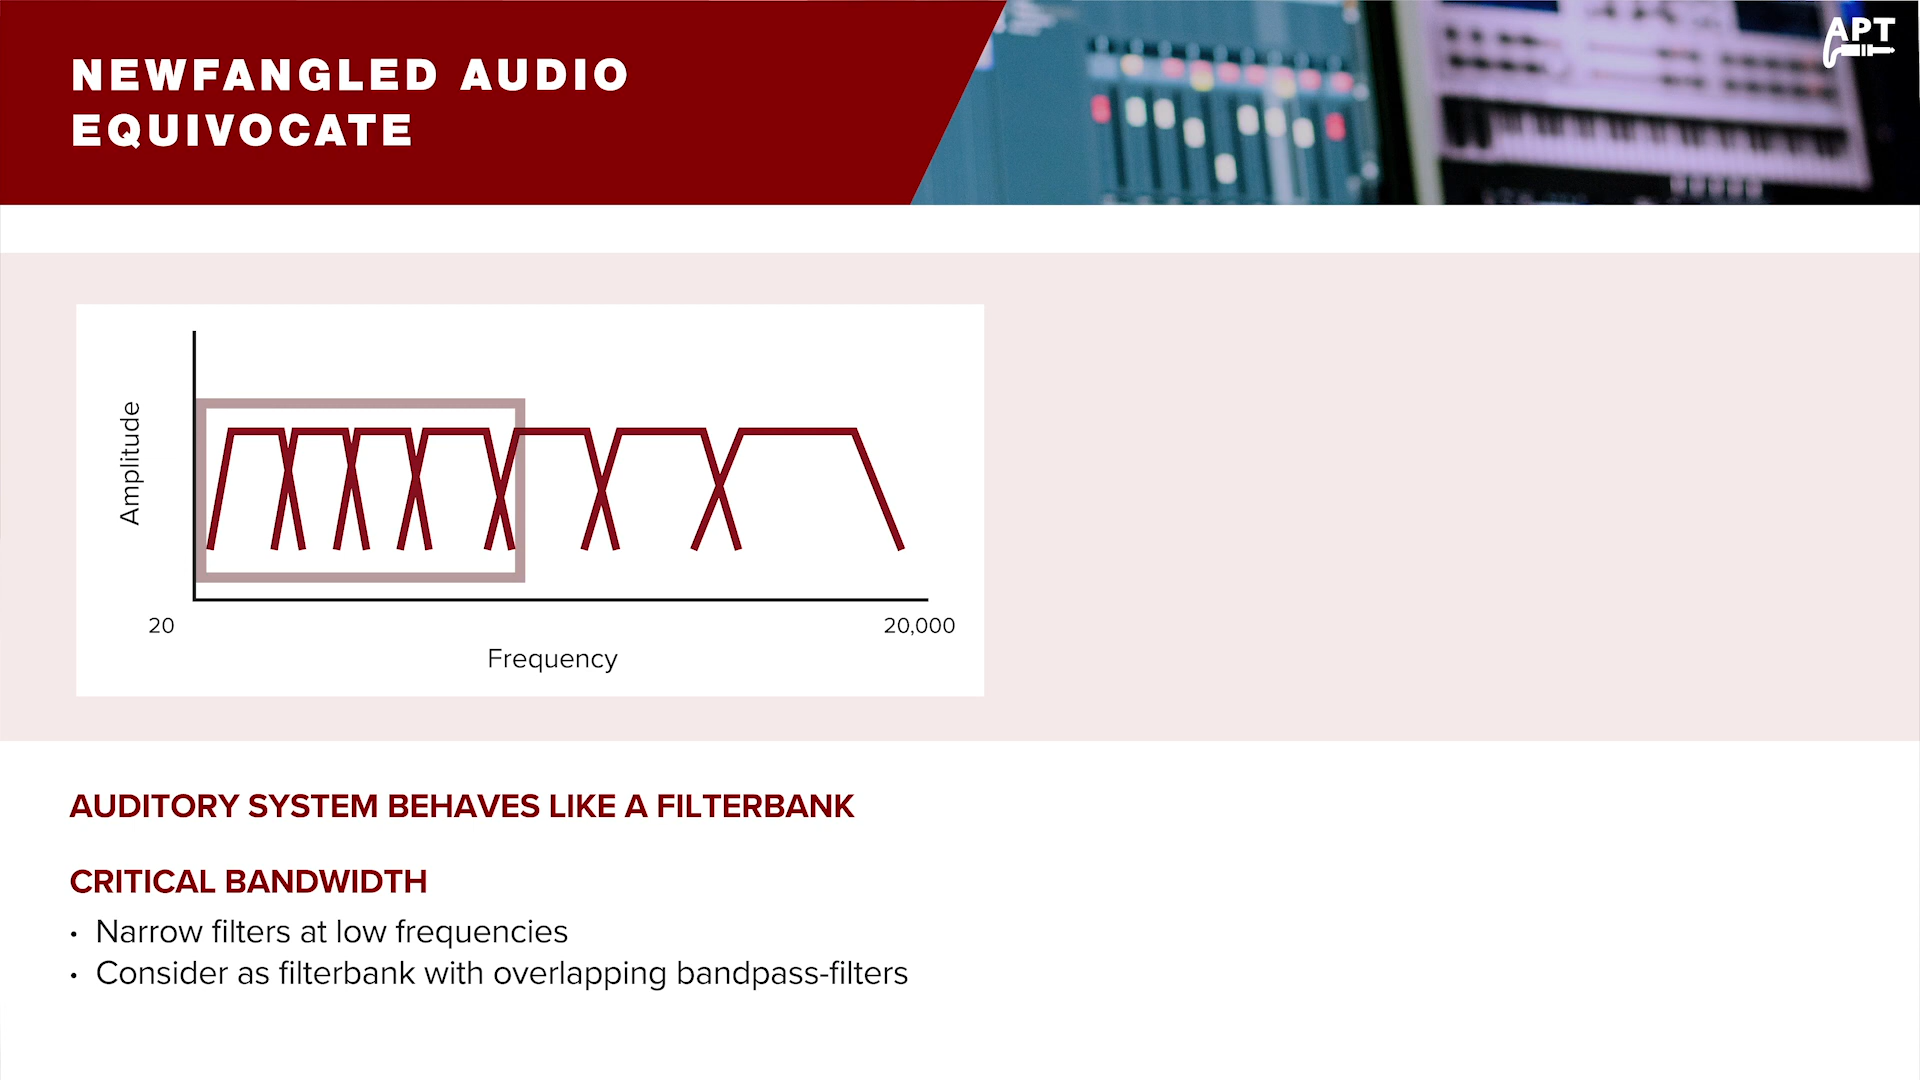 NEWFANGLED AUDIO
EQUIVOCATE
APT
Amplitude
20
20,000
Frequency
AUDITORY SYSTEM BEHAVES LIKE A FILTERBANK
CRITICAL BANDWIDTH
• Narrow filters at low frequencies
• Consider as filterbank with overlapping bandpass-filters